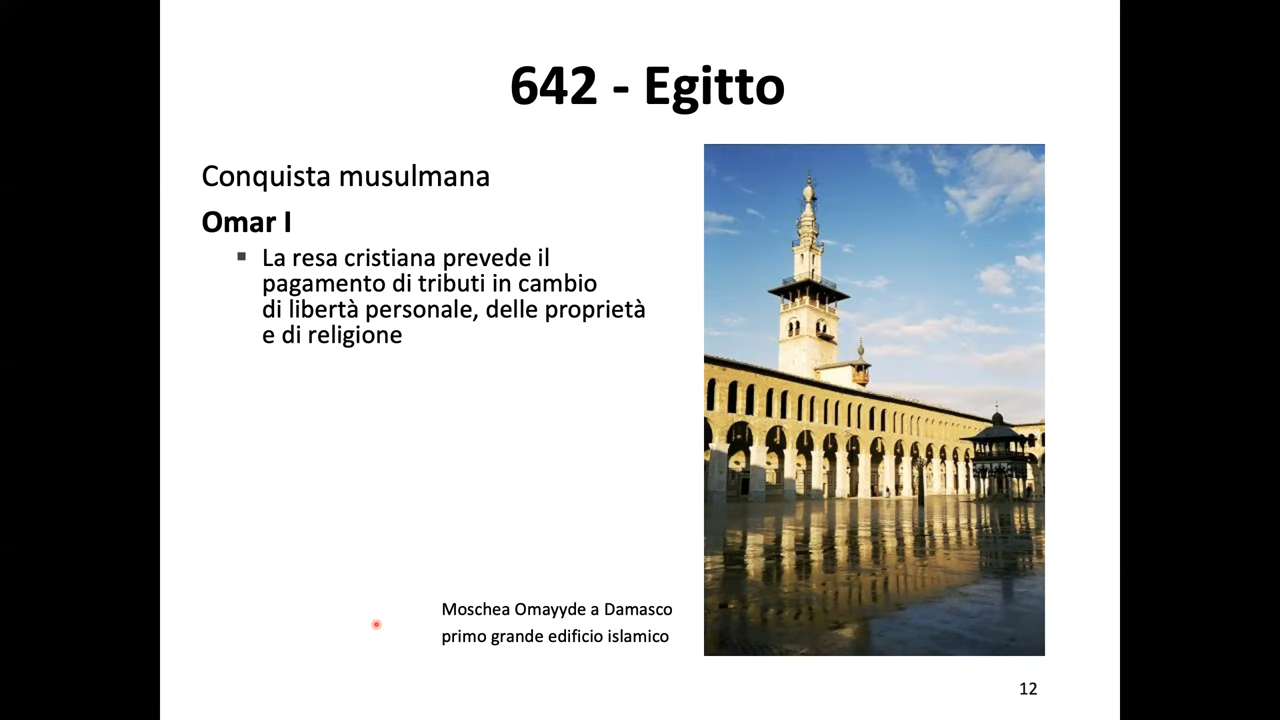 642 - Egitto
Conquista musulmana
Omar I
La resa cristiana prevede il
pagamento di tributi in cambio
di libertà personale, delle proprietà
e di religione
Moschea Omayyde a Damasco
primo grande edificio islamico
12